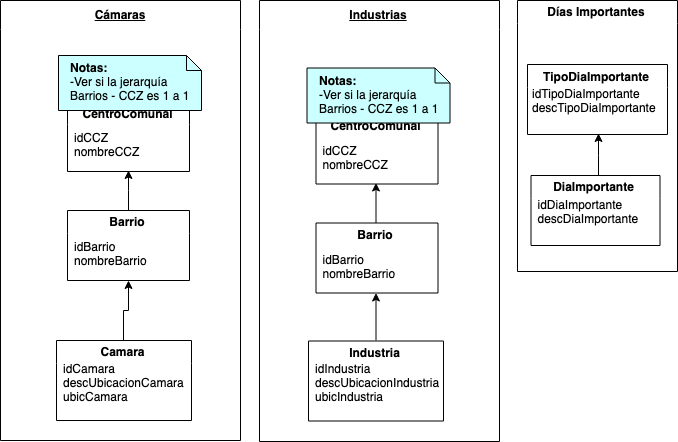 Cámaras
Notas:
-Ver si la jerarquía
Barrios - CCZ es 1 a 1
CentroComunal
idCCZ
nombreCCZ
Barrio
idBarrio
nombreBarrio
Camara
idCamara
descUbicacionCamara
ubicCamara
Industrias
Notas:
-Ver si la jerarquía
Barrios - CCZ es 1 a 1
CentroComunal
idCCZ
nombreCCZ
Barrio
idBarrio
nombreBarrio
Industria
idIndustria
descUbicacionIndustria
ubicIndustria
Días Importantes
TipoDiaImportante
idTipoDiaImportante
descTipoDiaImportante
DiaImportante
idDiaImportante
descDiaImportante